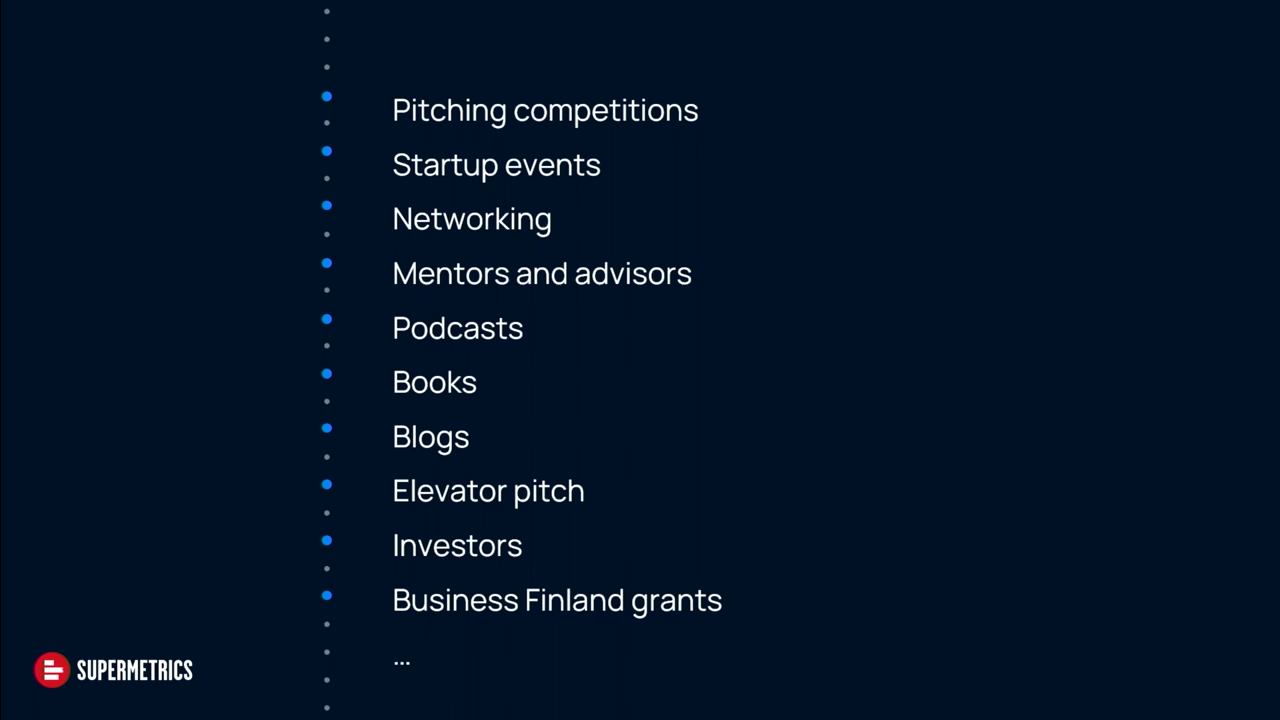 Pitching competitions
Startup events
Networking
Mentors and advisors
Podcasts
Books
Blogs
Elevator pitch
Investors
Business Finland grants
...
SUPERMETRICS